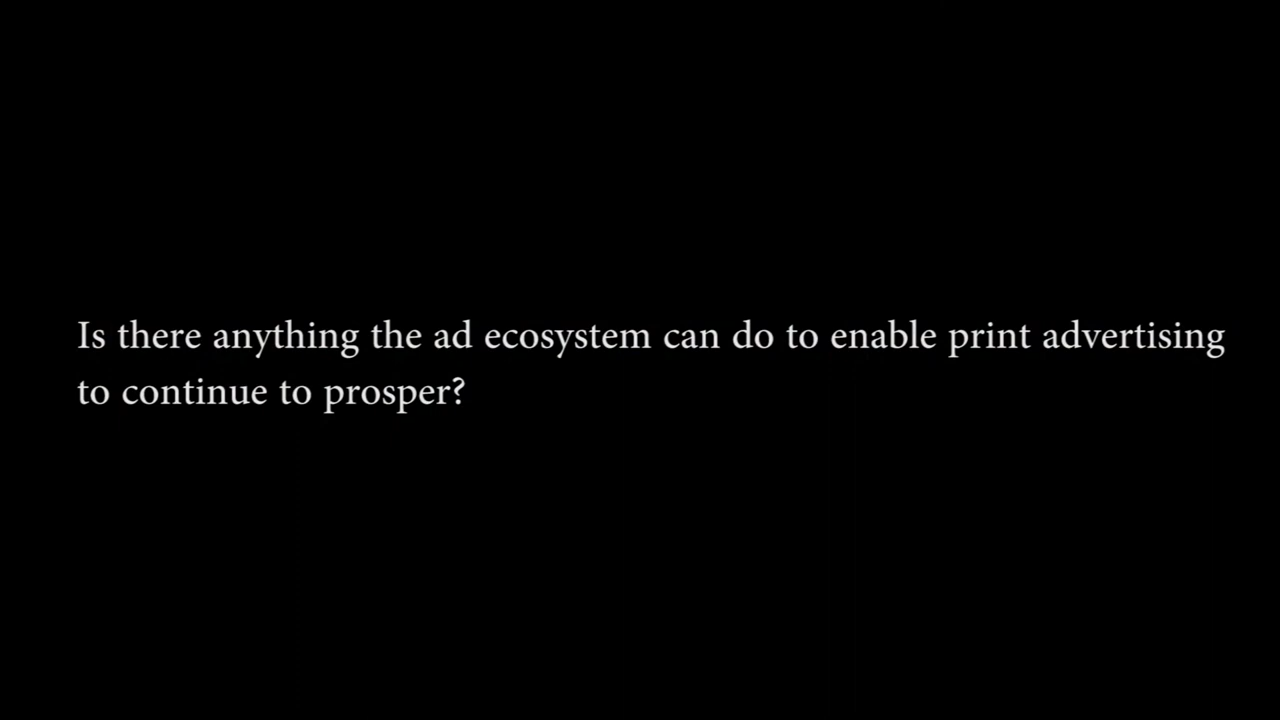 Is there anything the ad ecosystem can do to enable print advertising
to continue to prosper?